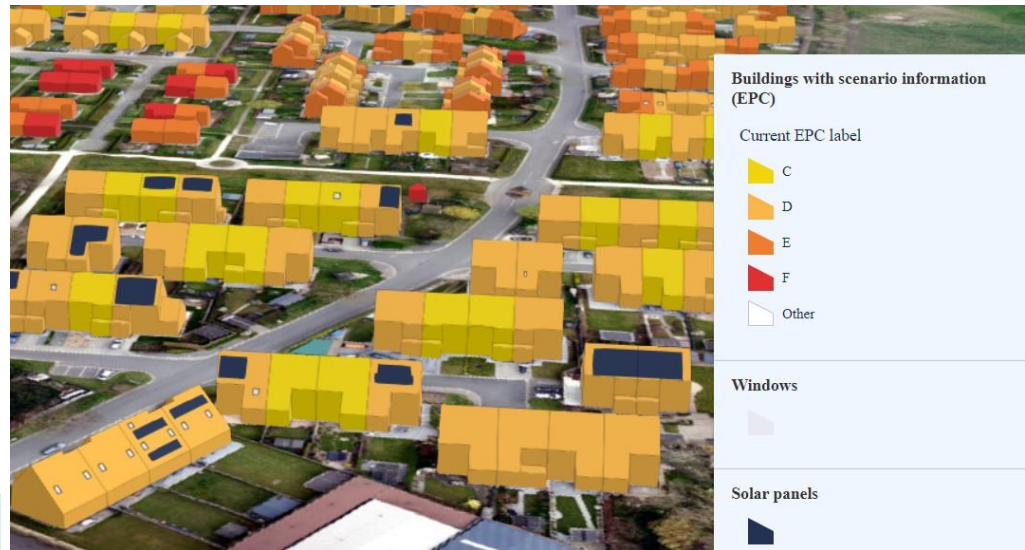 Buildings with scenario information
(EPC)
Current EPC label
C
D
E
F
Other
Windows
Solar panels